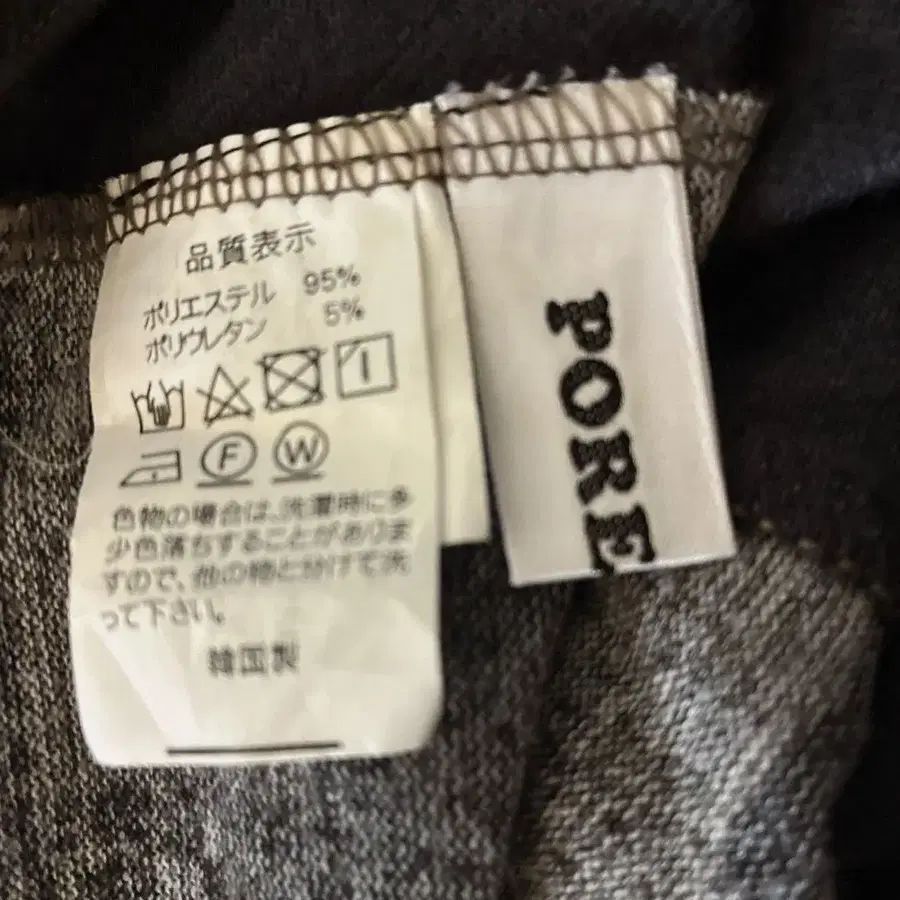 品質表示
ポリエステル 95%
ポリウレタン 5%
F W
色物の場合は、洗濯時に多
少色落ちすることがありま
すので、他の物と分けて洗
って下さい。
韓国製
PORE